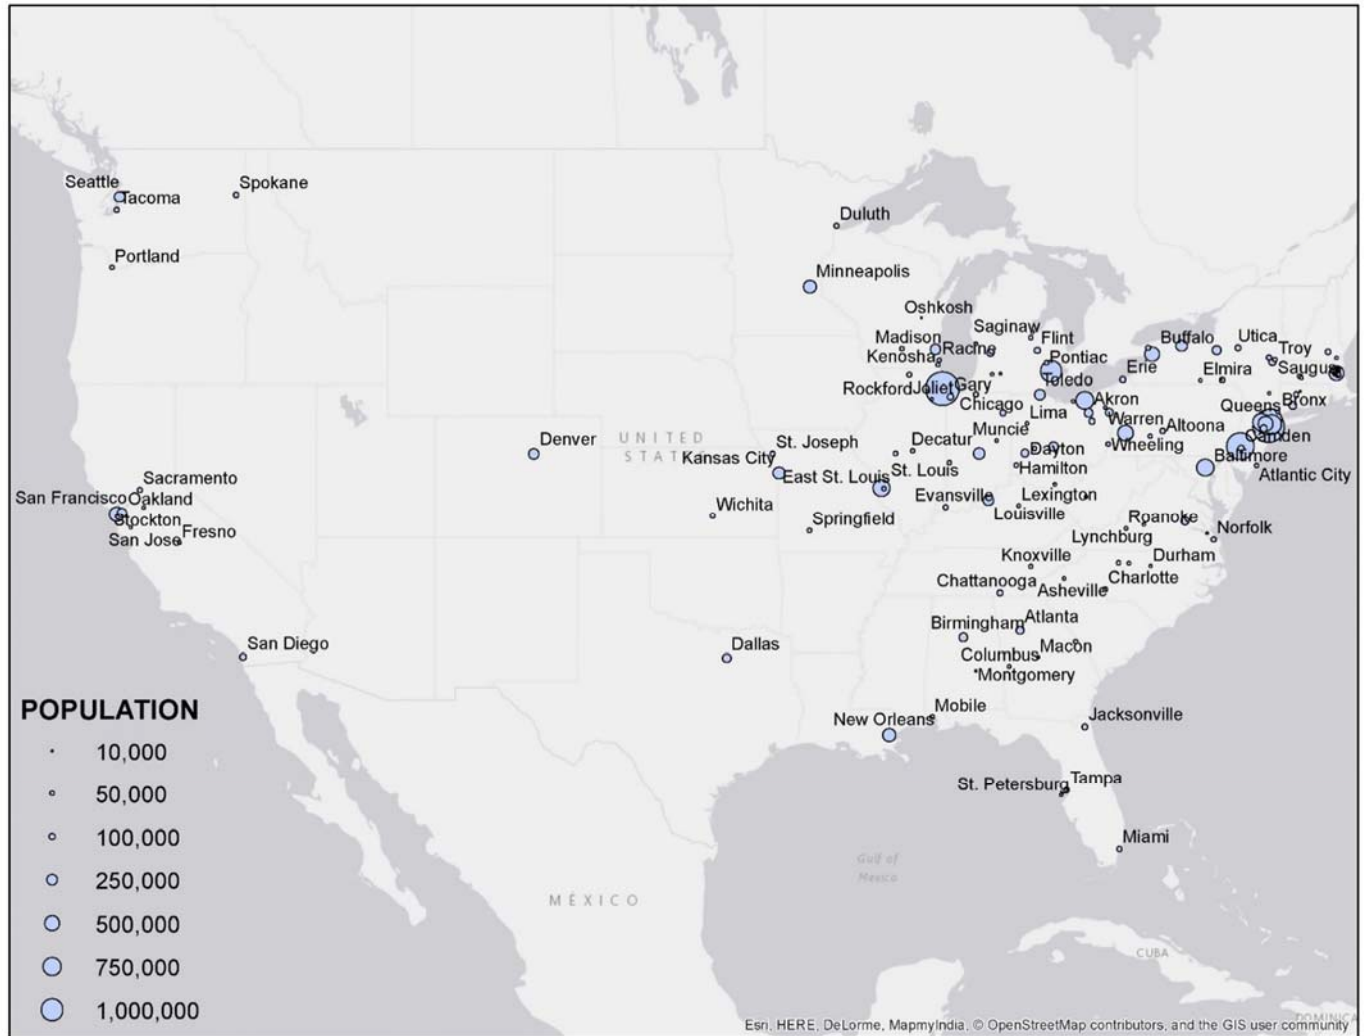 Seattle
Tacoma
Spokane
Portland
Duluth
Minneapolis
Oshkosh
Saginaw
Flint
Buffalo
Utica
Troy
Madison
Racine
Kenosha
Pontiac
Erie
Elmira
Saugus
Rockford
Joliet
Gary
Toledo
Chicago
Akron
Queens
Bronx
Lima
Warren
Altoona
Camden
Muncie
Denver
UNITED
STATES
St. Joseph
Decatur
Dayton
Wheeling
Kansas City
Baltimore
Atlantic City
East St. Louis
St. Louis
Hamilton
Sacramento
San Francisco
Oakland
Stockton
San Jose
Fresno
Wichita
Springfield
Evansville
Lexington
Louisville
Roanoke
Norfolk
Lynchburg
Knoxville
Durham
Chattanooga
Asheville
Charlotte
Birmingham
Atlanta
San Diego
Dallas
Columbus
Macon
Montgomery
Mobile
New Orleans
Jacksonville
St. Petersburg
Tampa
Miami
Gulf of
Mexico
MÉXICO
CUBA
POPULATION
10,000
50,000
100,000
250,000
500,000
750,000
1,000,000
Esri, HERE, DeLorme, MapmyIndia, © OpenStreetMap contributors, and the GIS user community